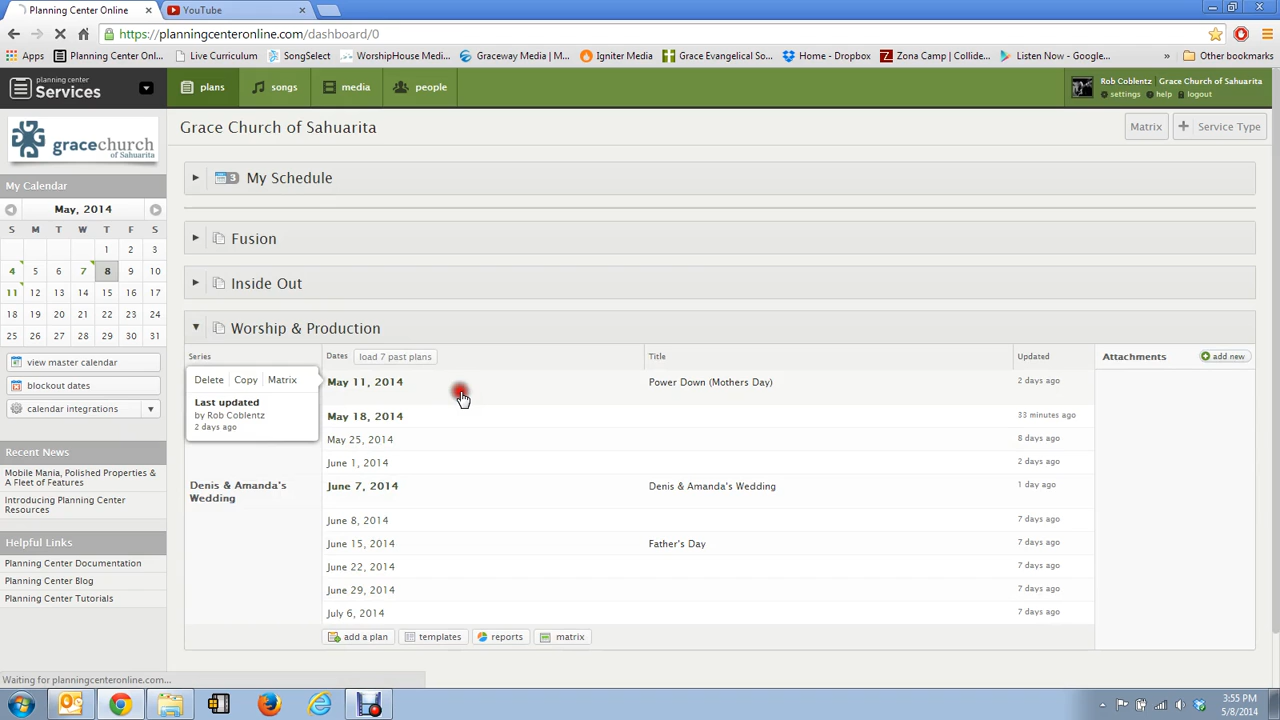 Planning Center Online
YouTube
https://planningcenteronline.com/dashboard/0
Apps
Planning Center Onl...
Live Curriculum
SongSelect
WorshipHouse Medi...
Graceway Media | M...
Igniter Media
Grace Evangelical So...
Home - Dropbox
Zona Camp | Collide...
Listen Now - Google...
»
Other bookmarks
planning center
Services
plans
songs
media
people
Rob Coblentz
Grace Church of Sahuarita
settings
help
logout
gracechurch
of Sahuarita
Grace Church of Sahuarita
Matrix
Service Type
My Calendar
May, 2014
S M T W T F S
1 2 3
4 5 6 7 8 9 10
11 12 13 14 15 16 17
18 19 20 21 22 23 24
25 26 27 28 29 30 31
view master calendar
blockout dates
calendar integrations
Recent News
Mobile Mania, Polished Properties &
A Fleet of Features
Introducing Planning Center
Resources
Helpful Links
Planning Center Documentation
Planning Center Blog
Planning Center Tutorials
3 My Schedule
Fusion
Inside Out
Worship & Production
Series
Dates
load 7 past plans
Title
Updated
Attachments
add new
Delete
Copy
Matrix
Last updated
by Rob Coblentz
2 days ago
May 11, 2014 Power Down (Mothers Day) 2 days ago
May 18, 2014 33 minutes ago
May 25, 2014 8 days ago
June 1, 2014 2 days ago
Denis & Amanda's
Wedding
June 7, 2014 Denis & Amanda's Wedding 1 day ago
June 8, 2014 7 days ago
June 15, 2014 Father's Day 7 days ago
June 22, 2014 7 days ago
June 29, 2014 7 days ago
July 6, 2014 7 days ago
add a plan
templates
reports
matrix
Waiting for planningcenteronline.com...
3:55 PM
5/8/2014